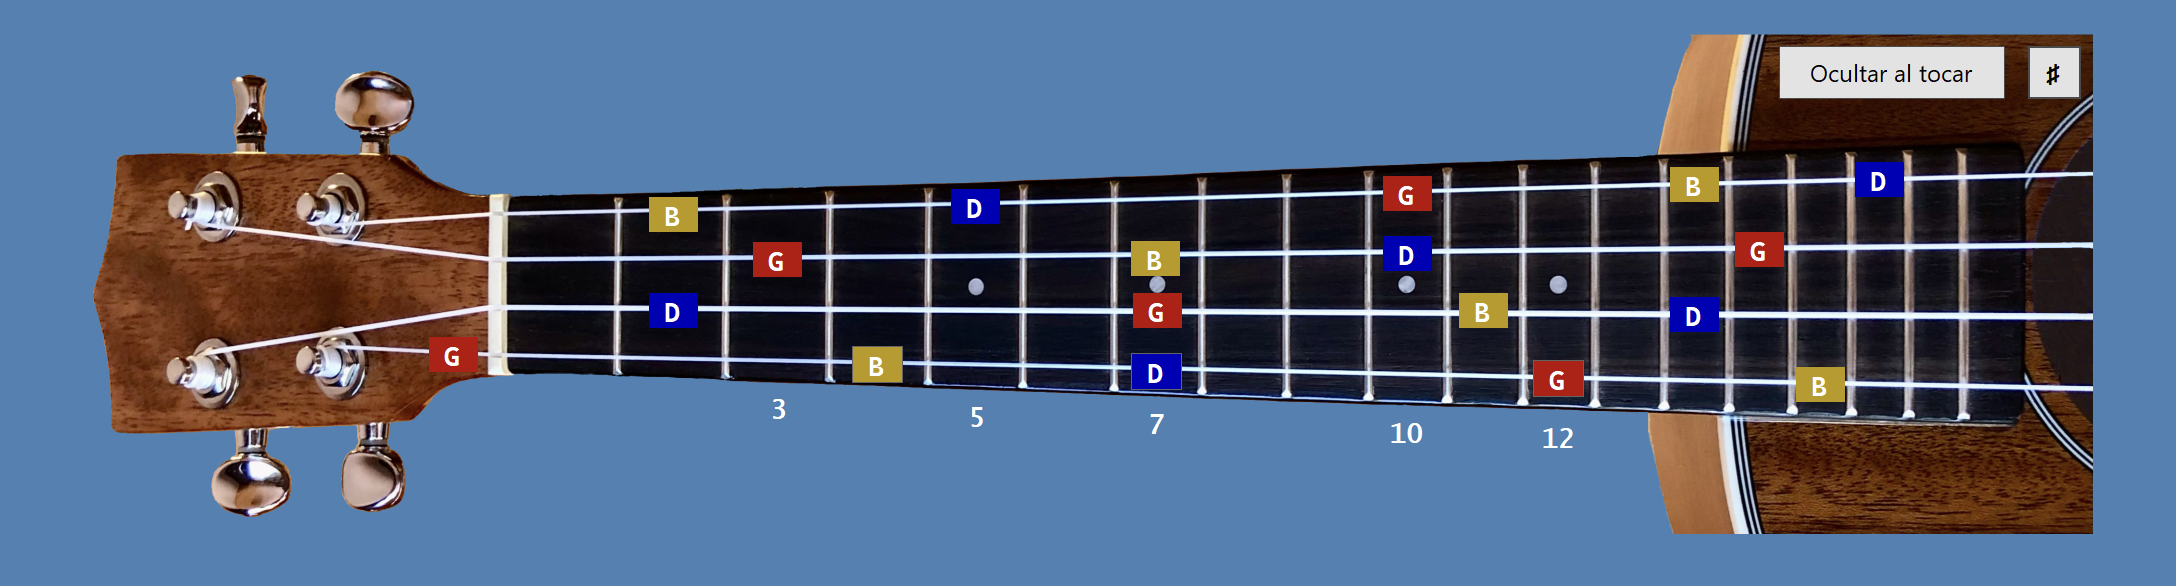 Ocultar al tocar ♯
B D G B D
G B D G
D G B D
G B D G B
3 5 7 10 12